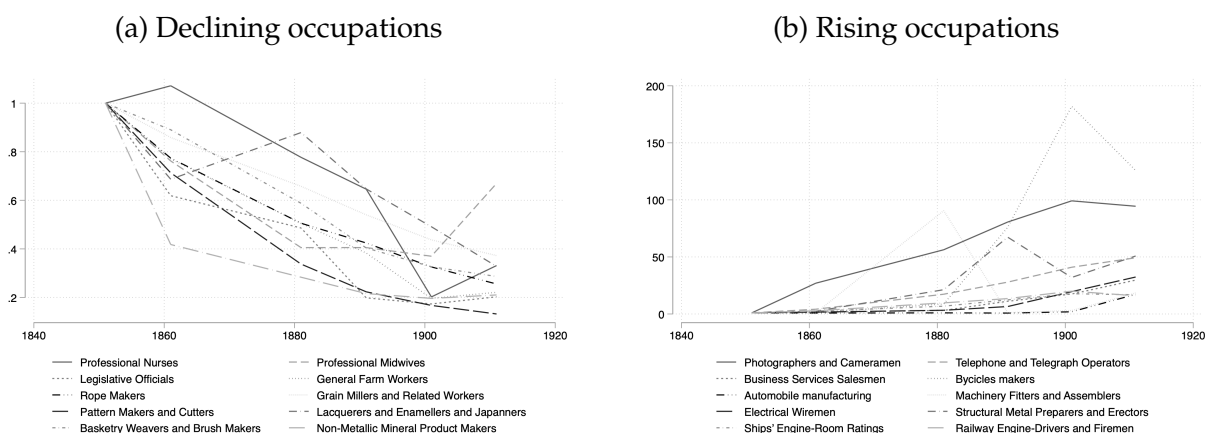 (a) Declining occupations
1
.8
.6
.4
.2
1840 1860 1880 1900 1920
Professional Nurses Professional Midwives
Legislative Officials General Farm Workers
Rope Makers Grain Millers and Related Workers
Pattern Makers and Cutters Lacquerers and Enamellers and Japanners
Basketry Weavers and Brush Makers Non-Metallic Mineral Product Makers
(b) Rising occupations
200
150
100
50
0
1840 1860 1880 1900 1920
Photographers and Cameramen Telephone and Telegraph Operators
Business Services Salesmen Bycicles makers
Automobile manufacturing Machinery Fitters and Assemblers
Electrical Wiremen Structural Metal Preparers and Erectors
Ships' Engine-Room Ratings Railway Engine-Drivers and Firemen